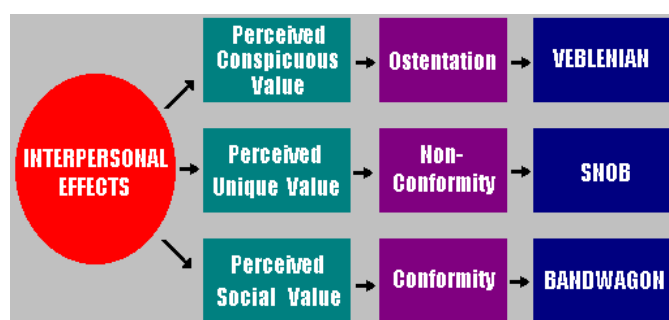 INTERPERSONAL
EFFECTS
Perceived
Conspicuous
Value
Ostentation
VEBLENIAN
Perceived
Unique Value
Non-
Conformity
SNOB
Perceived
Social Value
Conformity
BANDWAGON